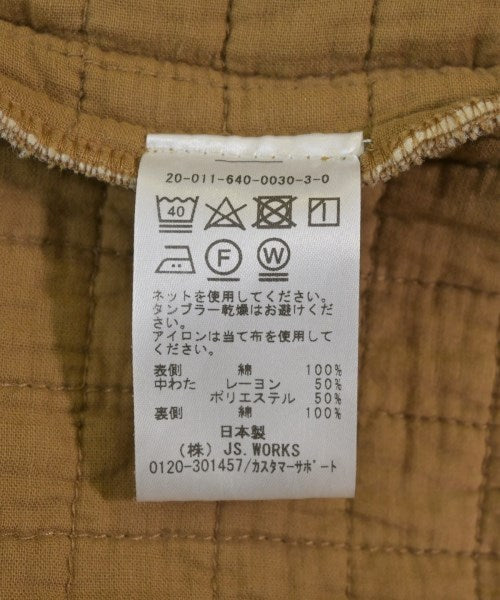 20-011-640-0030-3-0
40
F W
ネットを使用してください。
タンブラー乾燥はお避けくださ
い。
アイロンは当て布を使用して
ください。
表側 綿 100%
中わた レーヨン 50%
ポリエステル 50%
裏側 綿 100%
日本製
(株) JS. WORKS
0120-301457/カスタマーサポート